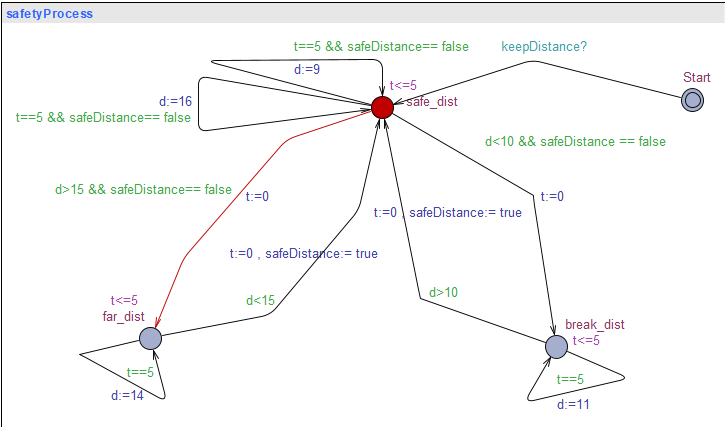 safetyProcess
t==5 && safeDistance== false
keepDistance?
d:=9
t<=5
Start
d:=16
safe_dist
t==5 && safeDistance== false
d<10 && safeDistance == false
d>15 && safeDistance== false
t:=0
t:=0
t:=0 , safeDistance:= true
t:=0 , safeDistance:= true
t<=5
d<15
d>10
far_dist
break_dist
t<=5
t==5
t==5
d:=14
d:=11